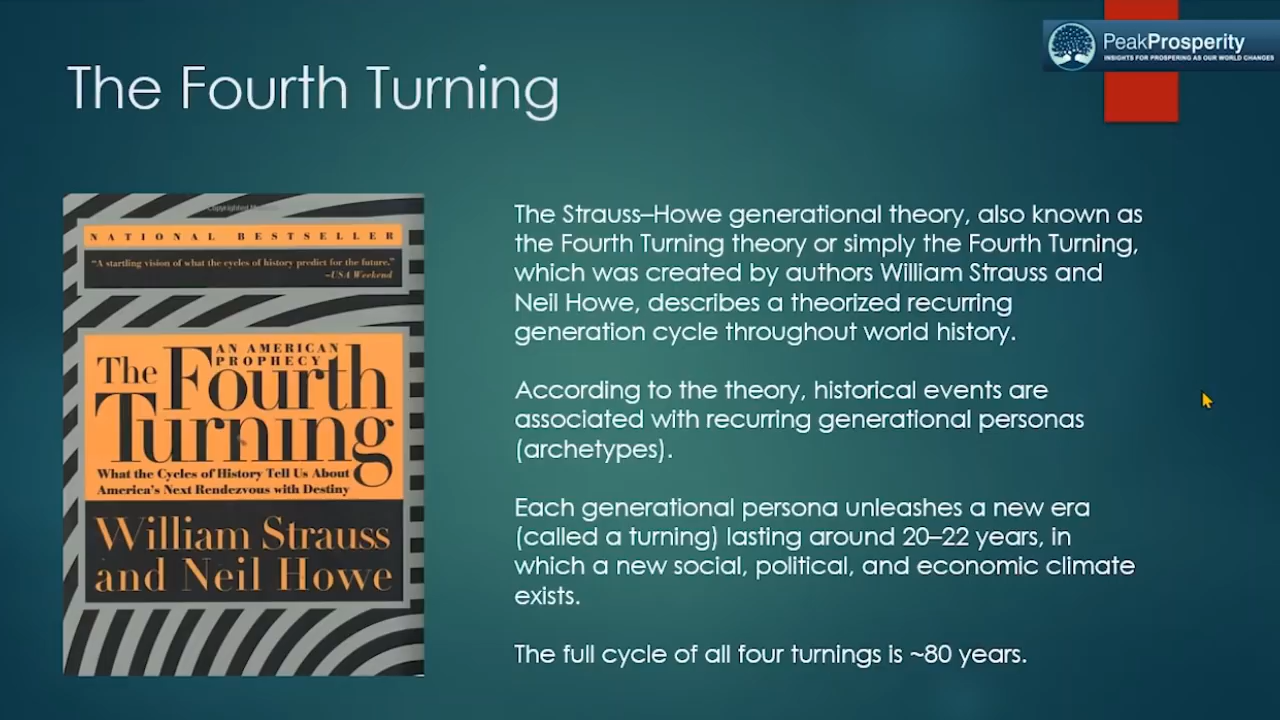 PeakProsperity
INSIGHTS FOR PROSPERING AS OUR WORLD CHANGES
The Fourth Turning
NATIONAL BESTSELLER
"A startling vision of what the cycles of history predict for the future."
–USA Weekend
AN AMERICAN
PROPHECY
The Fourth
Turning
What the Cycles of History Tell Us About
America's Next Rendezvous with Destiny
William Strauss
and Neil Howe
The Strauss–Howe generational theory, also known as
the Fourth Turning theory or simply the Fourth Turning,
which was created by authors William Strauss and
Neil Howe, describes a theorized recurring
generation cycle throughout world history.
According to the theory, historical events are
associated with recurring generational personas
(archetypes).
Each generational persona unleashes a new era
(called a turning) lasting around 20–22 years, in
which a new social, political, and economic climate
exists.
The full cycle of all four turnings is ~80 years.